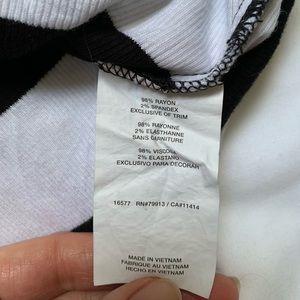 98% RAYON
2% SPANDEX
EXCLUSIVE OF TRIM
98% RAYONNE
2% ELASTHANNE
SANS GARNITURE
98% VISCOSA
2% ELASTANO
EXCLUSIVO PARA DECORAR
16577 RN#79913 / CA#11414
MADE IN VIETNAM
FABRIQUE AU VIETNAM
HECHO EN VIETNAM